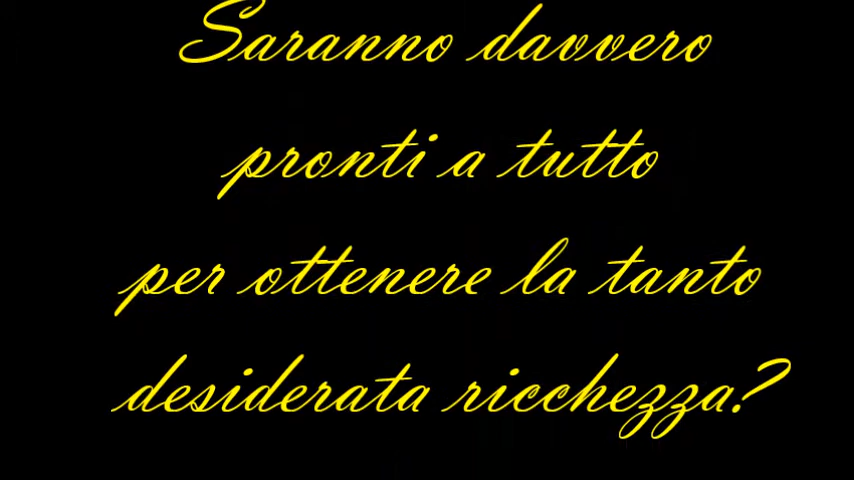 Saranno davvero
pronti a tutto
per ottenere la tanto
desiderata ricchezza?